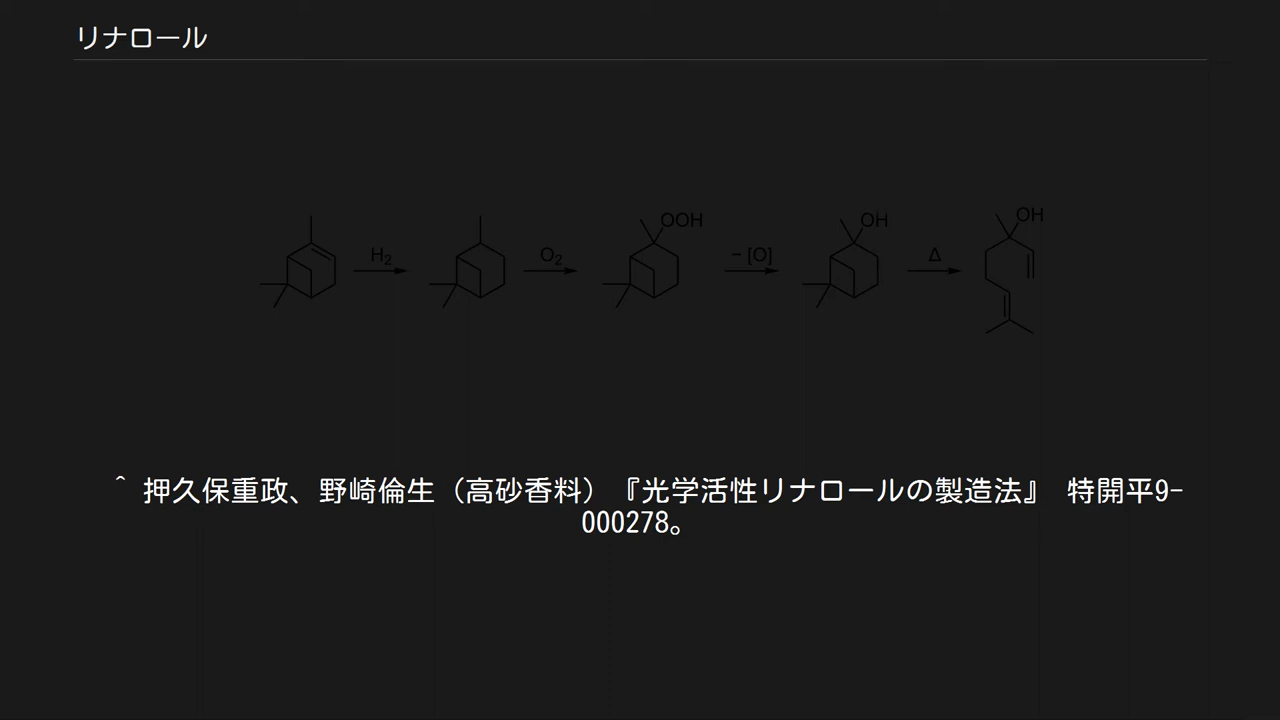 リナロール
H2
O2
OOH
− [O]
OH
Δ
OH
^ 押久保重政、野崎倫生（高砂香料）『光学活性リナロールの製造法』 特開平9-
000278。